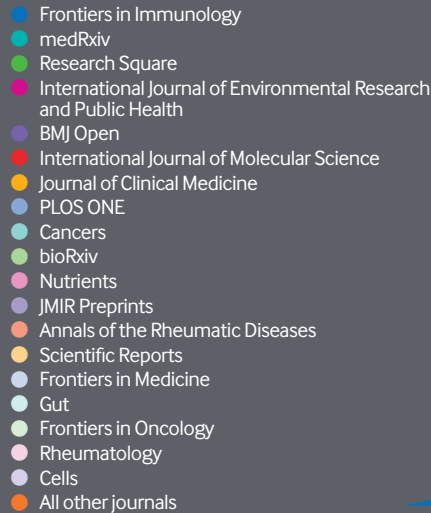 Frontiers in Immunology
medRxiv
Research Square
International Journal of Environmental Research
and Public Health
BMJ Open
International Journal of Molecular Science
Journal of Clinical Medicine
PLOS ONE
Cancers
bioRxiv
Nutrients
JMIR Preprints
Annals of the Rheumatic Diseases
Scientific Reports
Frontiers in Medicine
Gut
Frontiers in Oncology
Rheumatology
Cells
All other journals